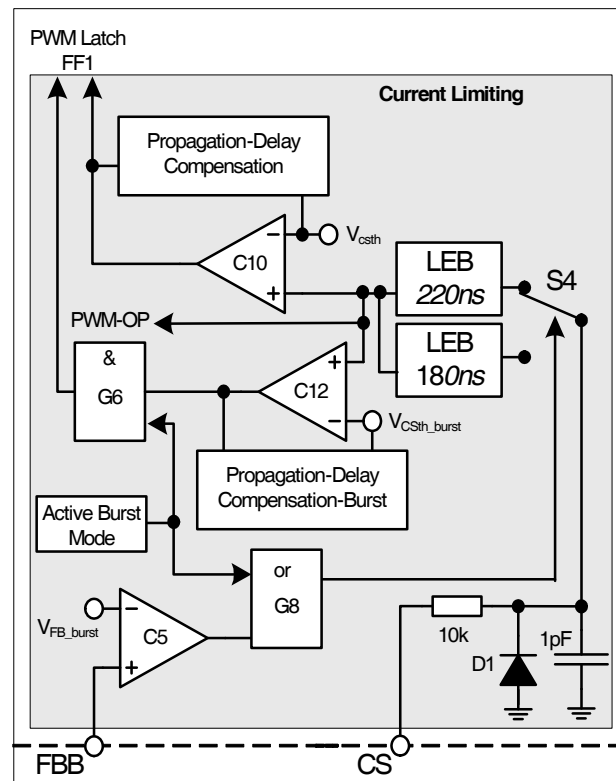 PWM Latch
FF1
Current Limiting
Propagation-Delay
Compensation
−
Vcsth
C10
+
LEB
220ns
S4
PWM-OP
LEB
180ns
&
G6
+
C12
−
VCSth_burst
Propagation-Delay
Compensation-Burst
Active Burst
Mode
or
G8
−
VFB_burst
C5
+
10k
1pF
D1
FBB
CS